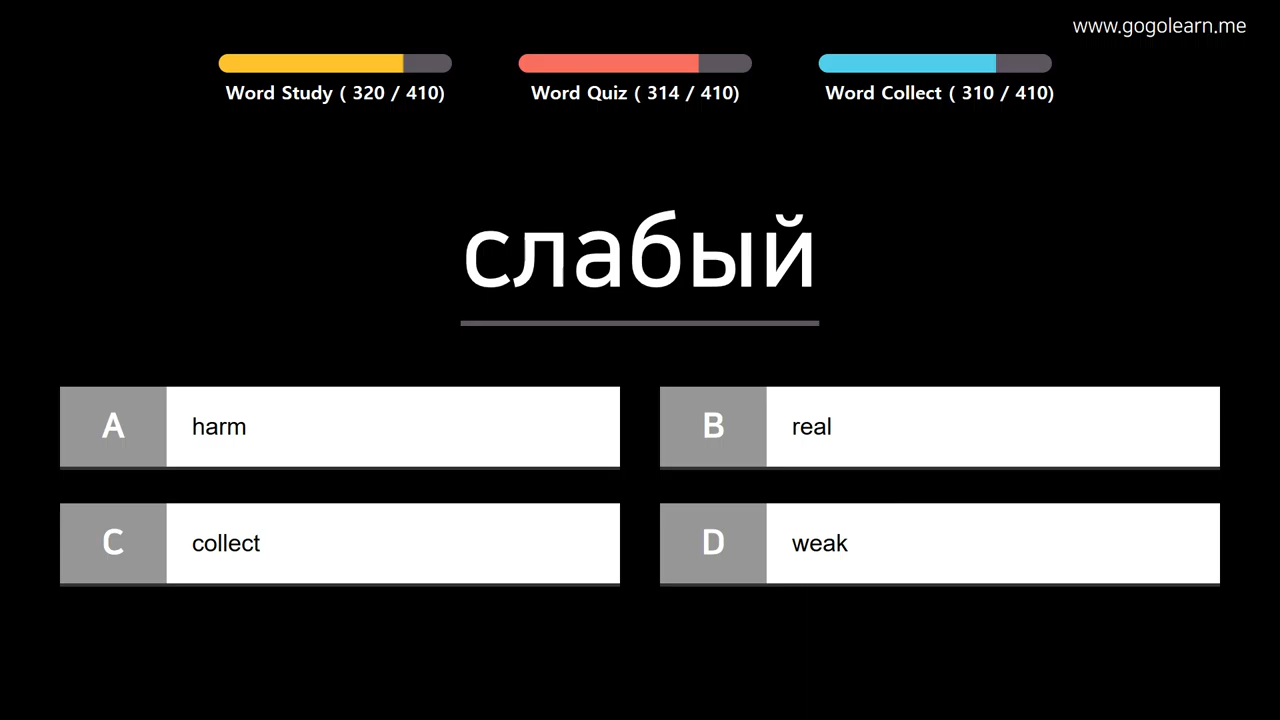 www.gogolearn.me
Word Study ( 320 / 410)
Word Quiz ( 314 / 410)
Word Collect ( 310 / 410)
слабый
A harm
B real
C collect
D weak